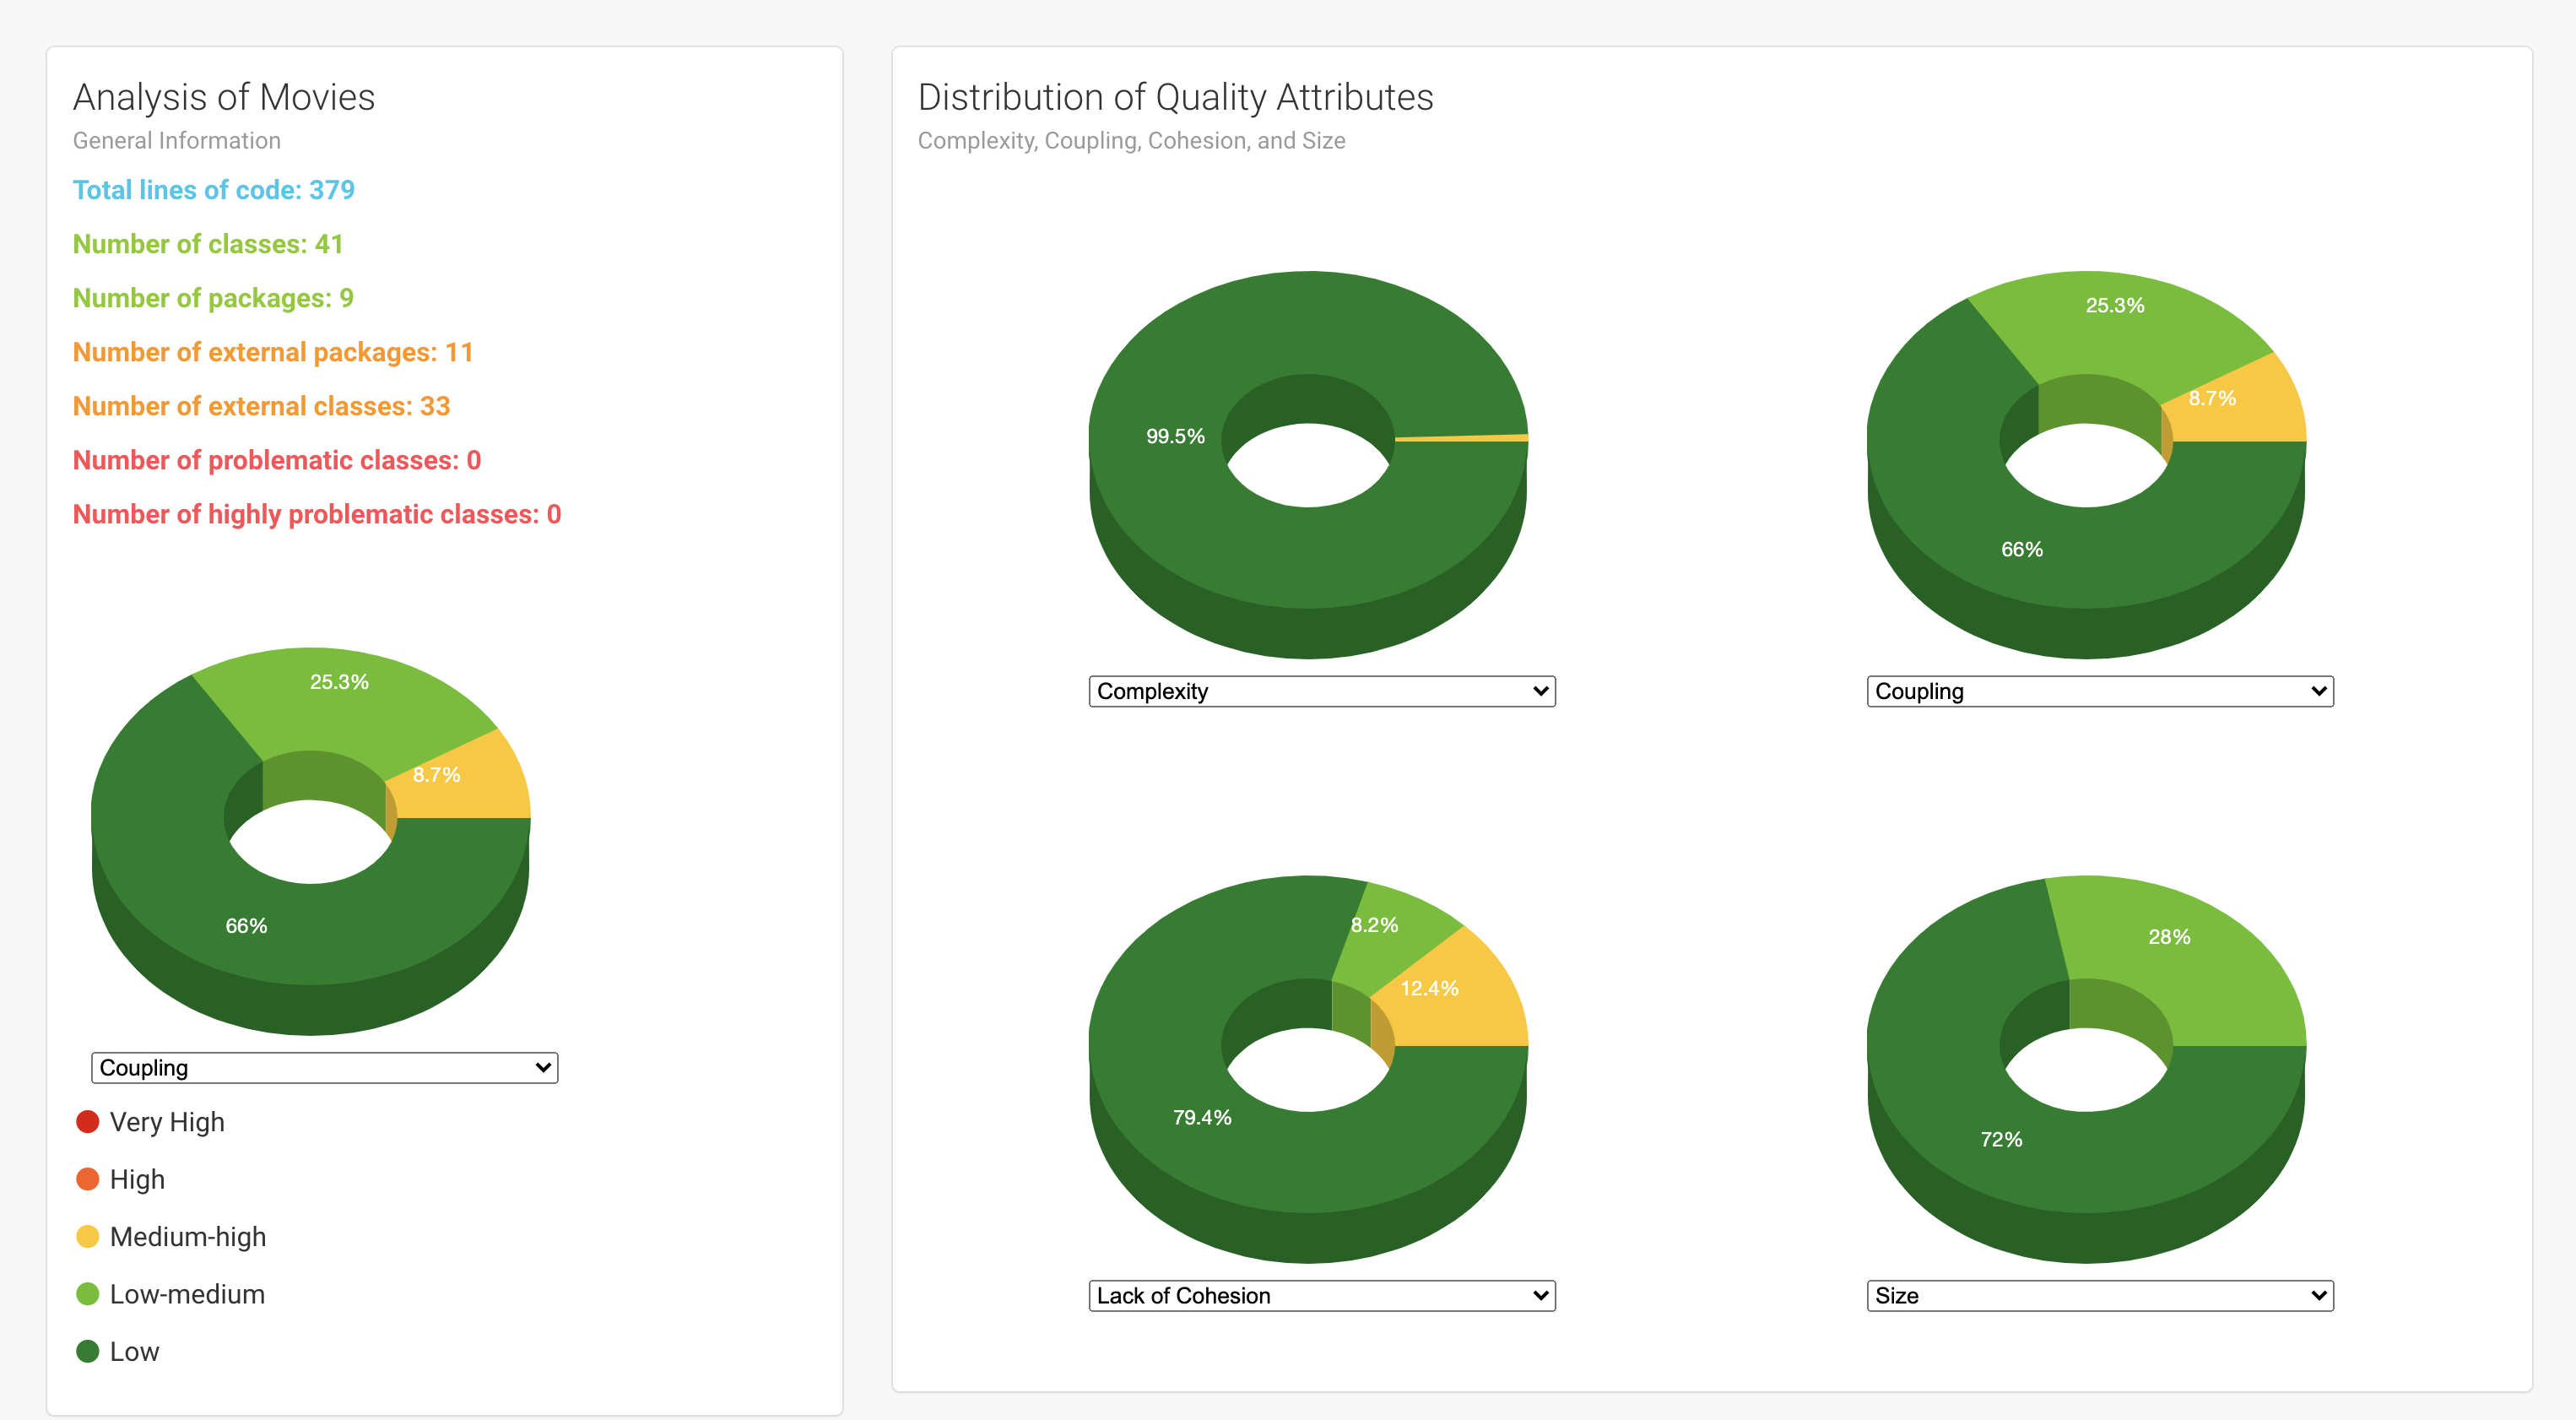 Analysis of Movies
General Information
Total lines of code: 379
Number of classes: 41
Number of packages: 9
Number of external packages: 11
Number of external classes: 33
Number of problematic classes: 0
Number of highly problematic classes: 0
25.3%
8.7%
66%
Coupling
Very High
High
Medium-high
Low-medium
Low
Distribution of Quality Attributes
Complexity, Coupling, Cohesion, and Size
99.5%
Complexity
25.3%
8.7%
66%
Coupling
8.2%
12.4%
79.4%
Lack of Cohesion
28%
72%
Size